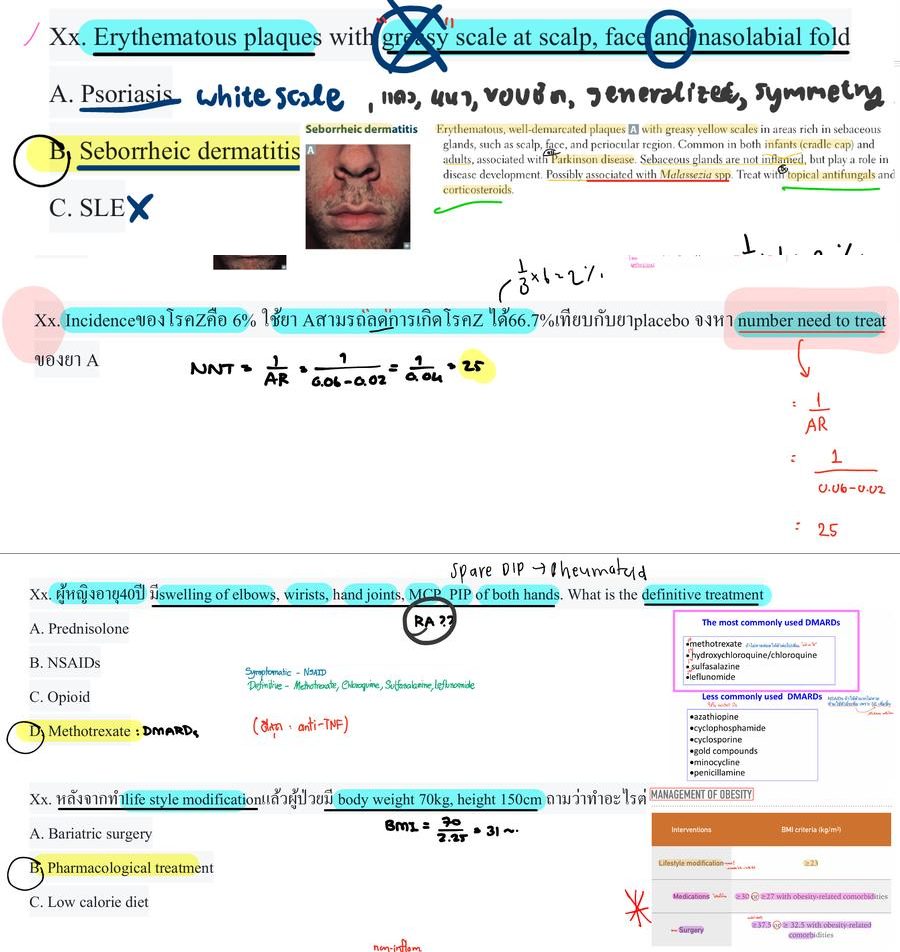 Xx. Erythematous plaques with "greasy" scale at scalp, face and nasolabial fold
A. Psoriasis white scale , แดง, หนา, ขอบชัด, generalized, symmetry
B. Seborrheic dermatitis
C. SLE X
Seborrheic dermatitis
A
Erythematous, well-demarcated plaques A with greasy yellow scales in areas rich in sebaceous
glands, such as scalp, face, and periocular region. Common in both infants (cradle cap) and
adults, associated with Parkinson disease. Sebaceous glands are not inflamed, but play a role in
disease development. Possibly associated with Malassezia spp. Treat with topical antifungals and
corticosteroids.
1/3 x 6 = 2 %
Xx. IncidenceของโรคZคือ 6% ใช้ยา AสามรถลดการเกิดโรคZ ได้66.7%เทียบกับยาplacebo จงหา number need to treat
ของยา A
NNT = 1/AR = 1/0.06-0.02 = 1/0.04 = 25
= 1/AR
= 1/0.06-0.02
= 25
Spare DIP → Rheumatoid
Xx. ผู้หญิงอายุ40ปี มีswelling of elbows, wirists, hand joints, MCP, PIP of both hands. What is the definitive treatment
RA ??
A. Prednisolone
B. NSAIDs
C. Opioid
D. Methotrexate : DMARDs
Symptomatic - NSAID
Definitive - Methotrexate, Chloroquine, Sulfasalazine, leflunomide
anti-TNF)
The most commonly used DMARDs
•methotrexate
•hydroxychloroquine/chloroquine
•sulfasalazine
•leflunomide
Less commonly used DMARDs
•azathiopine
•cyclophosphamide
•cyclosporine
•gold compounds
•minocycline
•penicillamine
Xx. หลังจากทำlife style modificationแล้วผู้ป่วยมี body weight 70kg, height 150cm ถามว่าทำอะไรต่
BMI = 70/2.25 = 31 ~
A. Bariatric surgery
B. Pharmacological treatment
C. Low calorie diet
MANAGEMENT OF OBESITY
Interventions BMI criteria (kg/m²)
Lifestyle modification ≥23
Medications ≥30 or ≥27 with obesity-related comorbidities
Surgery ≥37.5 or ≥ 32.5 with obesity-related
comorbidities
non-inflam